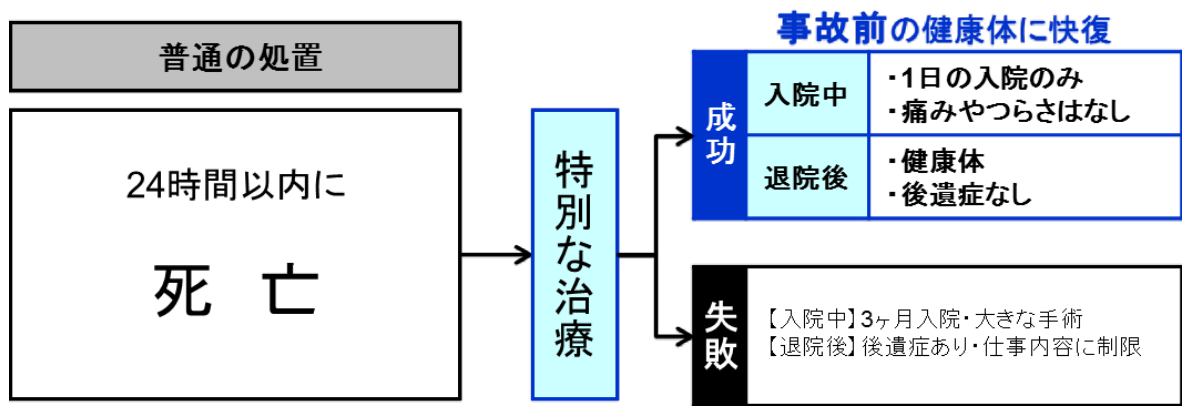 普通の処置
24時間以内に
死 亡
特別な治療
事故前の健康体に快復
成功
入院中
・1日の入院のみ
・痛みやつらさはなし
退院後
・健康体
・後遺症なし
失敗
【入院中】3ヶ月入院・大きな手術
【退院後】後遺症あり・仕事内容に制限